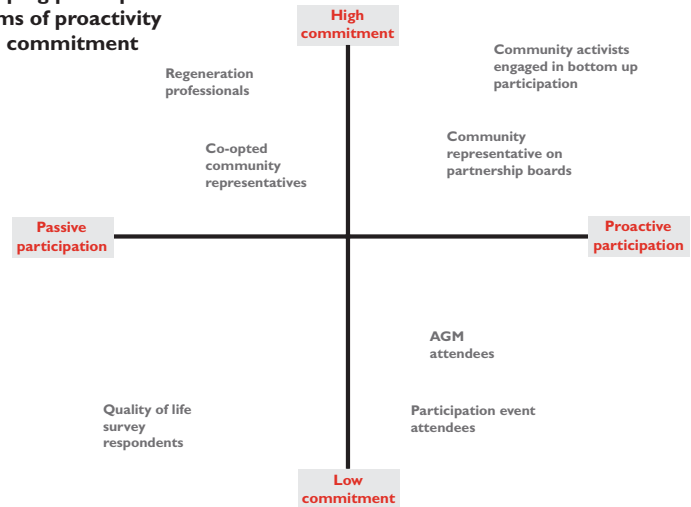 ms of proactivity
commitment
High
commitment
Community activists
engaged in bottom up
participation
Regeneration
professionals
Community
representative on
partnership boards
Co-opted
community
representatives
Passive
participation
Proactive
participation
AGM
attendees
Quality of life
survey
respondents
Participation event
attendees
Low
commitment